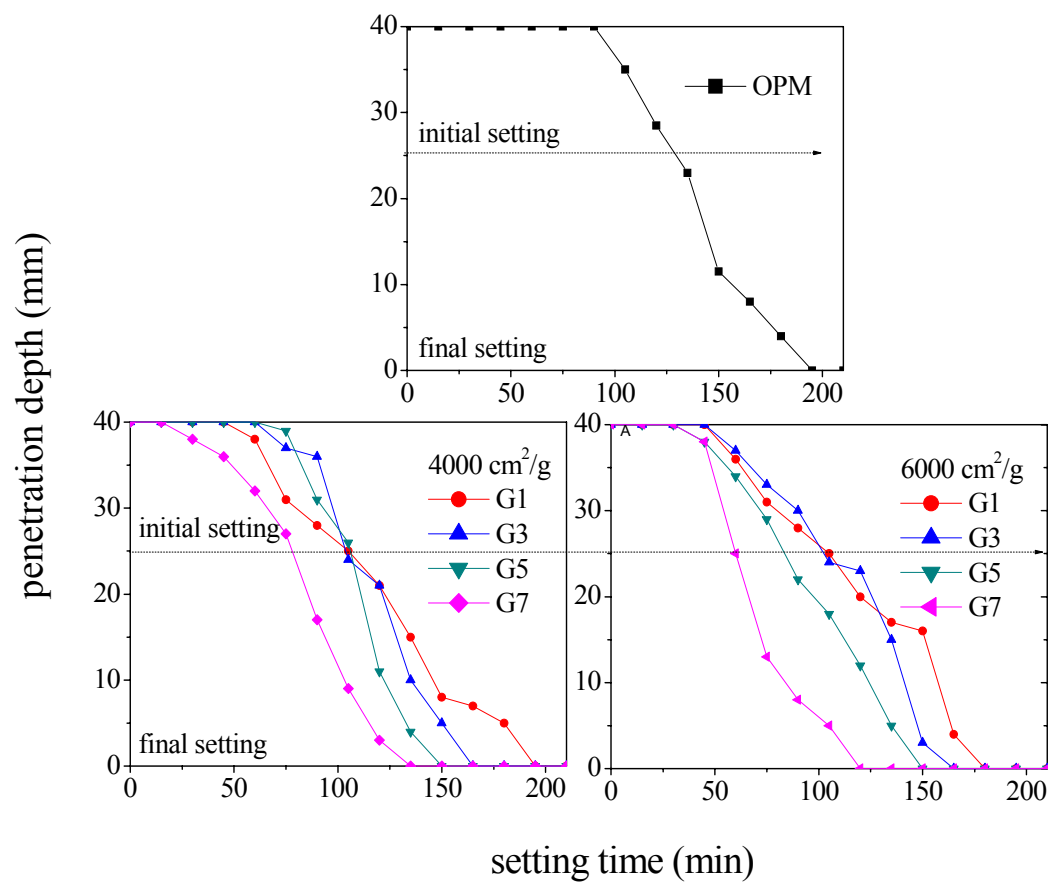 40
30
20
10
0
OPM
initial setting
final setting
0 50 100 150 200
penetration depth (mm)
40
30
20
10
0
4000 cm²/g
G1
G3
G5
G7
initial setting
final setting
0 50 100 150 200
40
30
20
10
0
A
6000 cm²/g
G1
G3
G5
G7
0 50 100 150 200
setting time (min)